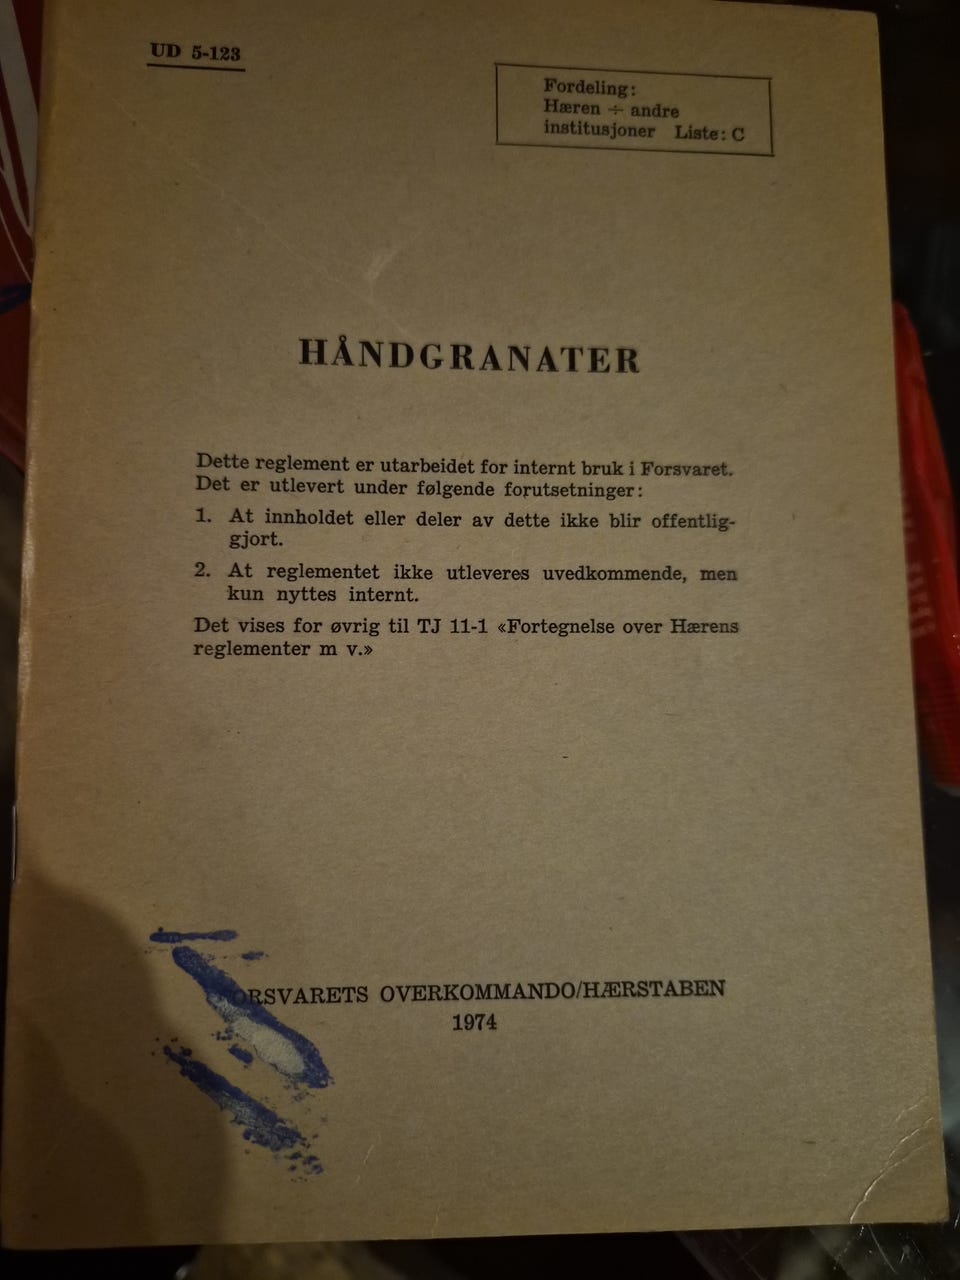 UD 5-123
Fordeling:
Hæren ÷ andre
institusjoner Liste: C
HÅNDGRANATER
Dette reglement er utarbeidet for internt bruk i Forsvaret.
Det er utlevert under følgende forutsetninger:
1. At innholdet eller deler av dette ikke blir offentlig-
gjort.
2. At reglementet ikke utleveres uvedkommende, men
kun nyttes internt.
Det vises for øvrig til TJ 11-1 «Fortegnelse over Hærens
reglementer m v.»
FORSVARETS OVERKOMMANDO/HÆRSTABEN
1974